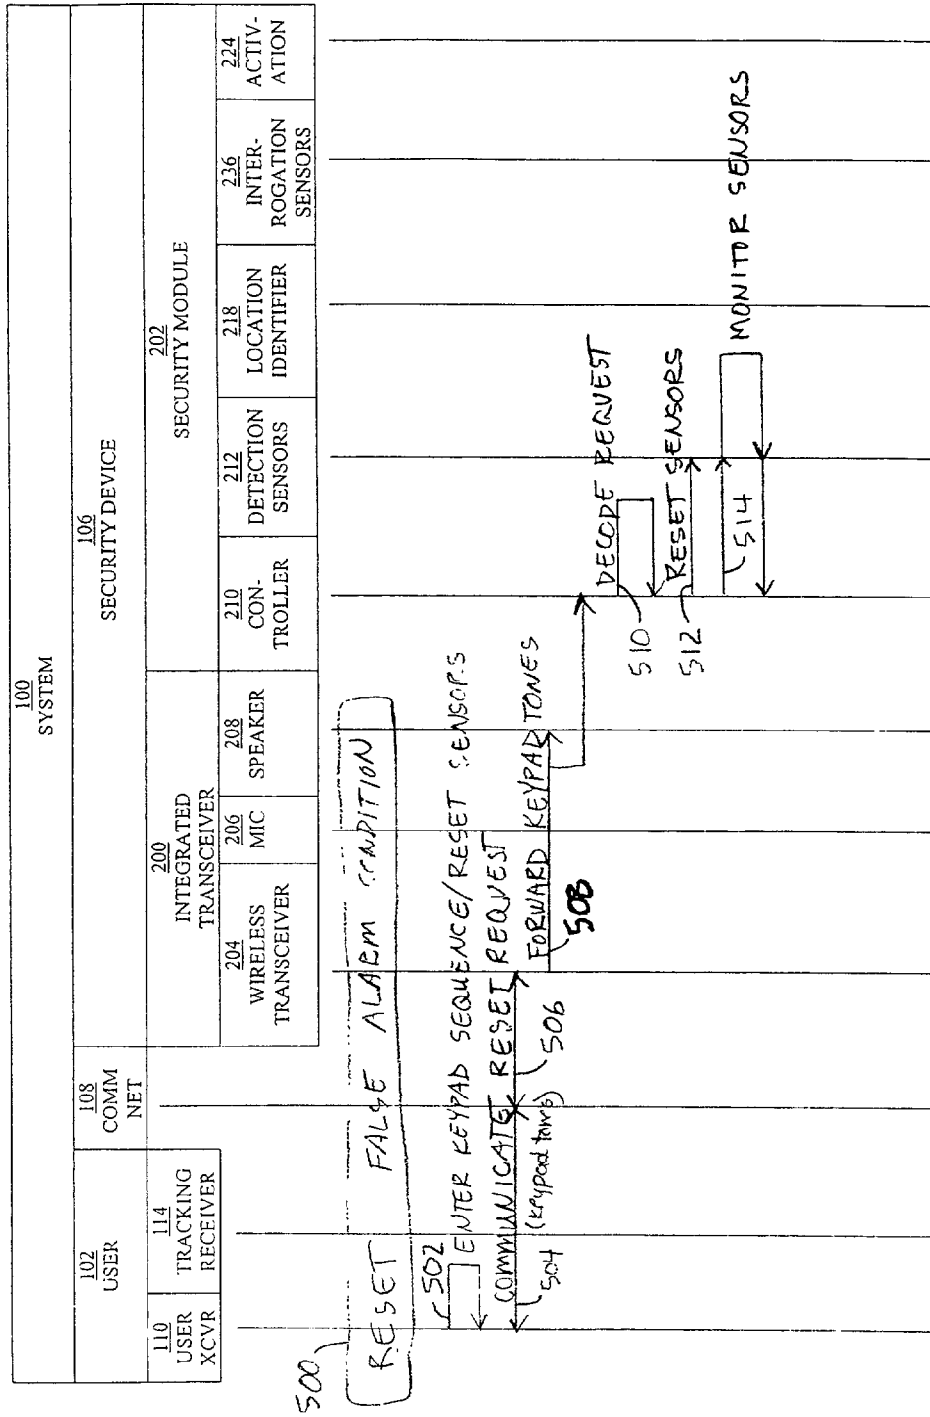 100
SYSTEM
102
USER
108
COMM
NET
106
SECURITY DEVICE
200
INTEGRATED
TRANSCEIVER
202
SECURITY MODULE
110
USER
XCVR
114
TRACKING
RECEIVER
204
WIRELESS
TRANSCEIVER
206
MIC
208
SPEAKER
210
CON-
TROLLER
212
DETECTION
SENSORS
218
LOCATION
IDENTIFIER
236
INTER-
ROGATION
SENSORS
224
ACTIV-
ATION
500
RESET FALSE ALARM CONDITION
502
ENTER KEYPAD SEQUENCE/RESET SENSORS
COMMUNICATE RESET REQUEST
504
(keypad tones)
506
FORWARD KEYPAD TONES
508
DECODE REQUEST
510
RESET SENSORS
512
514
MONITOR SENSORS